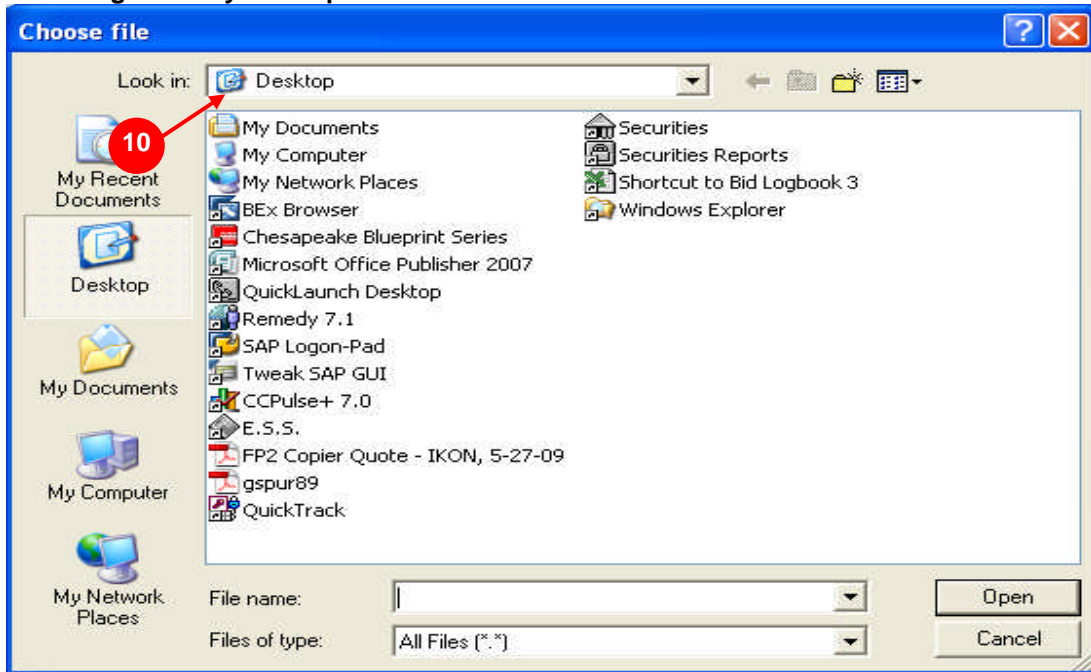 Choose file
Look in: Desktop
10
My Recent
Documents
Desktop
My Documents
My Computer
My Network
Places
My Documents
My Computer
My Network Places
BEx Browser
Chesapeake Blueprint Series
Microsoft Office Publisher 2007
QuickLaunch Desktop
Remedy 7.1
SAP Logon-Pad
Tweak SAP GUI
CCPulse+ 7.0
E.S.S.
FP2 Copier Quote - IKON, 5-27-09
gspur89
QuickTrack
Securities
Securities Reports
Shortcut to Bid Logbook 3
Windows Explorer
File name:
Open
Files of type: All Files (*.*)
Cancel